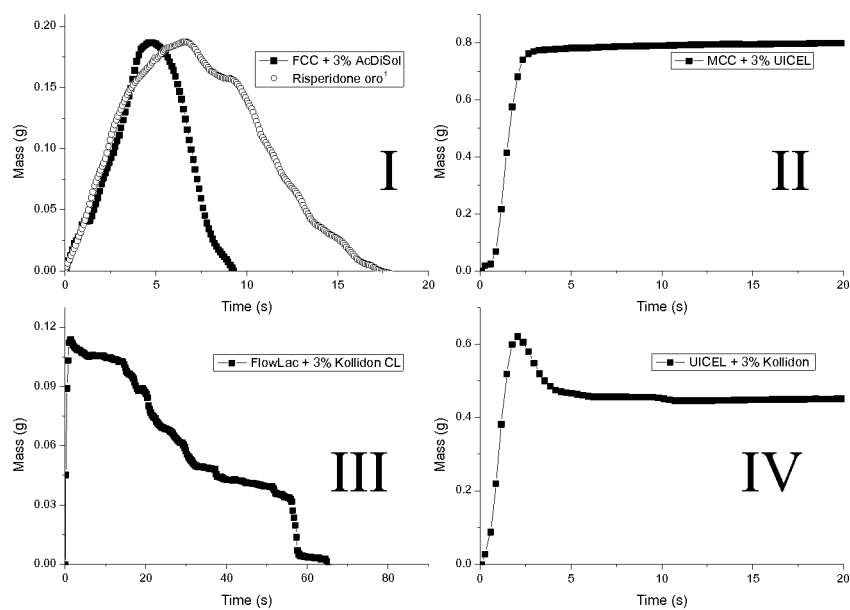 0.20
0.15
0.10
0.05
0.00
Mass (g)
FCC + 3% AcDiSol
Risperidone oro¹
I
0 5 10 15 20
Time (s)
0.8
0.6
0.4
0.2
0.0
Mass (g)
MCC + 3% UICEL
II
0 5 10 15 20
Time (s)
0.12
0.09
0.06
0.03
0.00
Mass (g)
FlowLac + 3% Kollidon CL
III
0 20 40 60 80
Time (s)
0.6
0.4
0.2
0.0
Mass (g)
UICEL + 3% Kollidon
IV
0 5 10 15 20
Time (s)